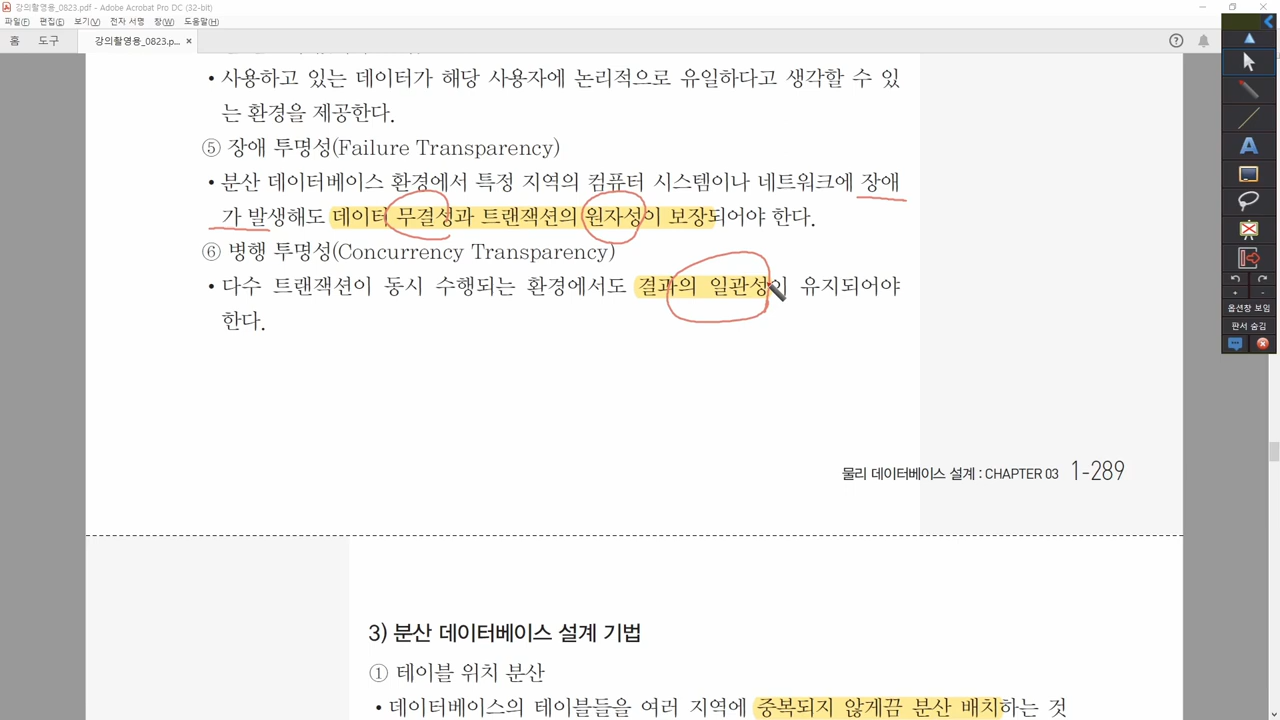 강의촬영용_0823.pdf - Adobe Acrobat Pro DC (32-bit)
파일(F) 편집(E) 보기(V) 전자 서명 창(W) 도움말(H)
홈 도구 강의촬영용_0823.p... ×
• 사용하고 있는 데이터가 해당 사용자에 논리적으로 유일하다고 생각할 수 있
는 환경을 제공한다.
⑤ 장애 투명성(Failure Transparency)
• 분산 데이터베이스 환경에서 특정 지역의 컴퓨터 시스템이나 네트워크에 장애
가 발생해도 데이터 무결성과 트랜잭션의 원자성이 보장되어야 한다.
⑥ 병행 투명성(Concurrency Transparency)
• 다수 트랜잭션이 동시 수행되는 환경에서도 결과의 일관성이 유지되어야
한다.
물리 데이터베이스 설계 : CHAPTER 03 1-289
3) 분산 데이터베이스 설계 기법
① 테이블 위치 분산
• 데이터베이스의 테이블들을 여러 지역에 중복되지 않게끔 분산 배치하는 것
A
+ -
옵션창 보임
판서 숨김